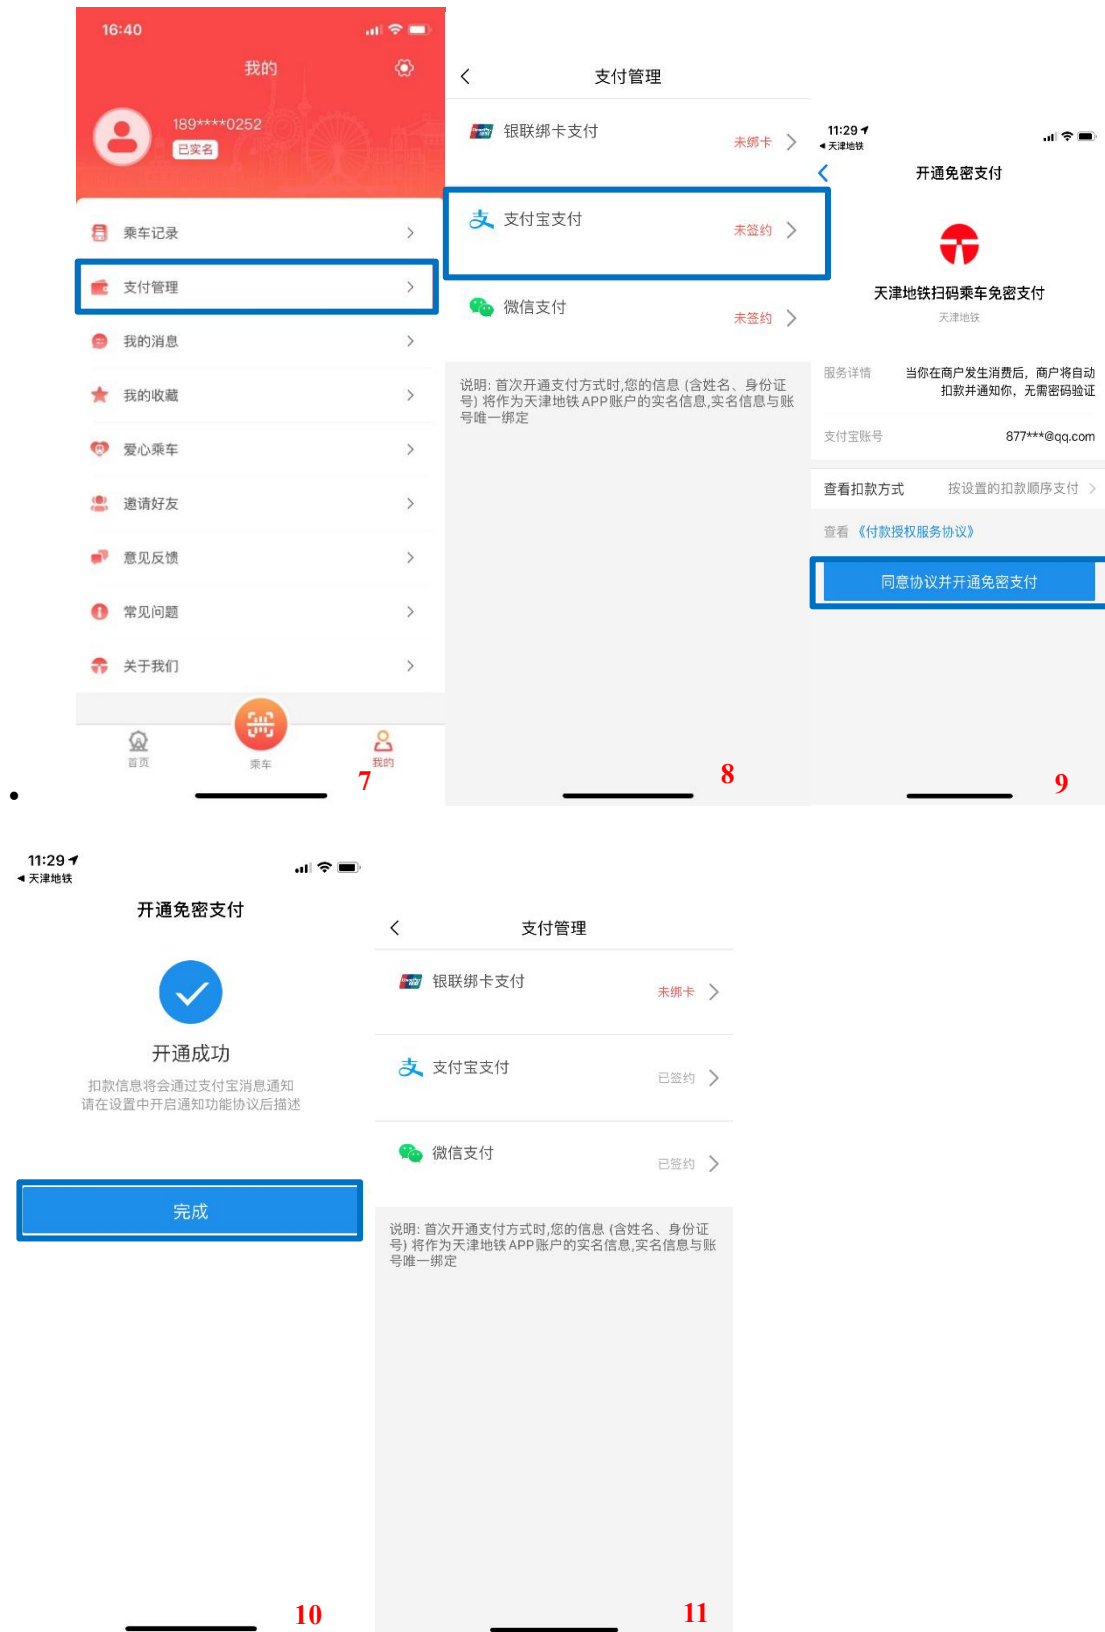 16:40
我的
189****0252
已实名
乘车记录
支付管理
我的消息
我的收藏
爱心乘车
邀请好友
意见反馈
常见问题
关于我们
首页
乘车
我的
7
支付管理
银联绑卡支付
未绑卡
支付宝支付
未签约
微信支付
未签约
说明: 首次开通支付方式时,您的信息 (含姓名、身份证
号) 将作为天津地铁APP账户的实名信息,实名信息与账
号唯一绑定
8
11:29
天津地铁
开通免密支付
天津地铁扫码乘车免密支付
天津地铁
服务详情 当你在商户发生消费后，商户将自动
扣款并通知你，无需密码验证
支付宝账号 877***@qq.com
查看扣款方式 按设置的扣款顺序支付
查看《付款授权服务协议》
同意协议并开通免密支付
9
11:29
天津地铁
开通免密支付
开通成功
扣款信息将会通过支付宝消息通知
请在设置中开启通知功能协议后描述
完成
10
支付管理
银联绑卡支付
未绑卡
支付宝支付
已签约
微信支付
已签约
说明: 首次开通支付方式时,您的信息 (含姓名、身份证
号) 将作为天津地铁APP账户的实名信息,实名信息与账
号唯一绑定
11